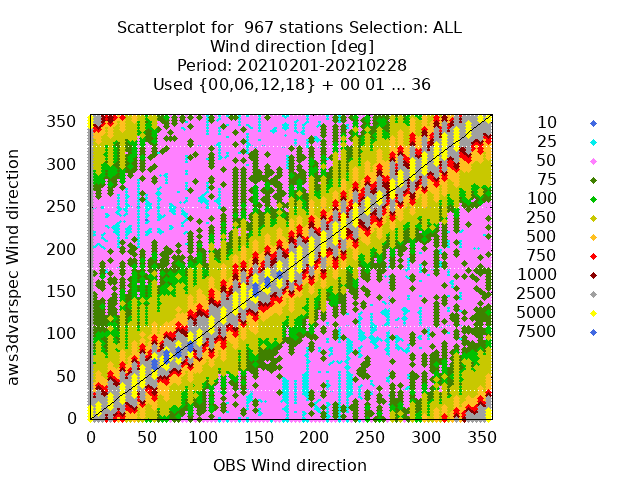 Scatterplot for  967 stations Selection: ALL
Wind direction [deg]
Period: 20210201-20210228
Used {00,06,12,18} + 00 01 ... 36
aws3dvarspec Wind direction
350
300
250
200
150
100
50
0
0 50 100 150 200 250 300 350
OBS Wind direction
10
25
50
75
100
250
500
750
1000
2500
5000
7500